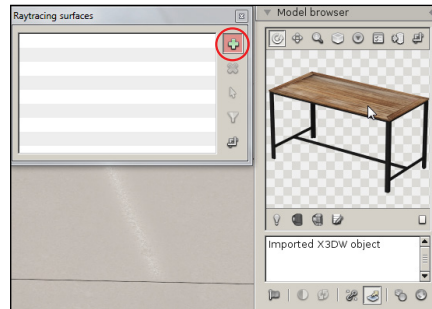 Raytracing surfaces
Model browser
Imported X3DW object